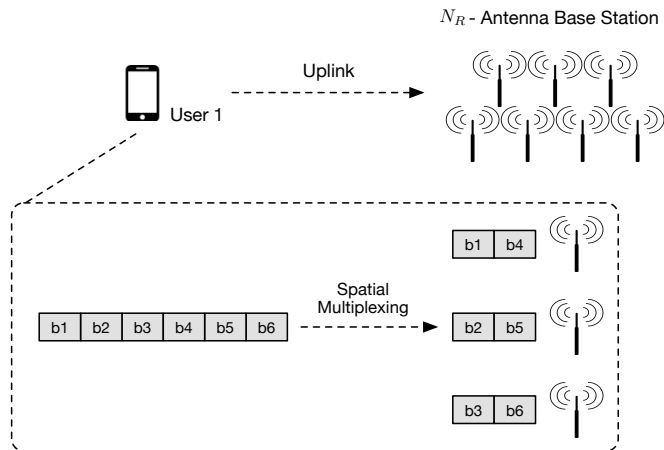 N_R - Antenna Base Station
Uplink
User 1
b1 b4
Spatial
Multiplexing
b1 b2 b3 b4 b5 b6
b2 b5
b3 b6